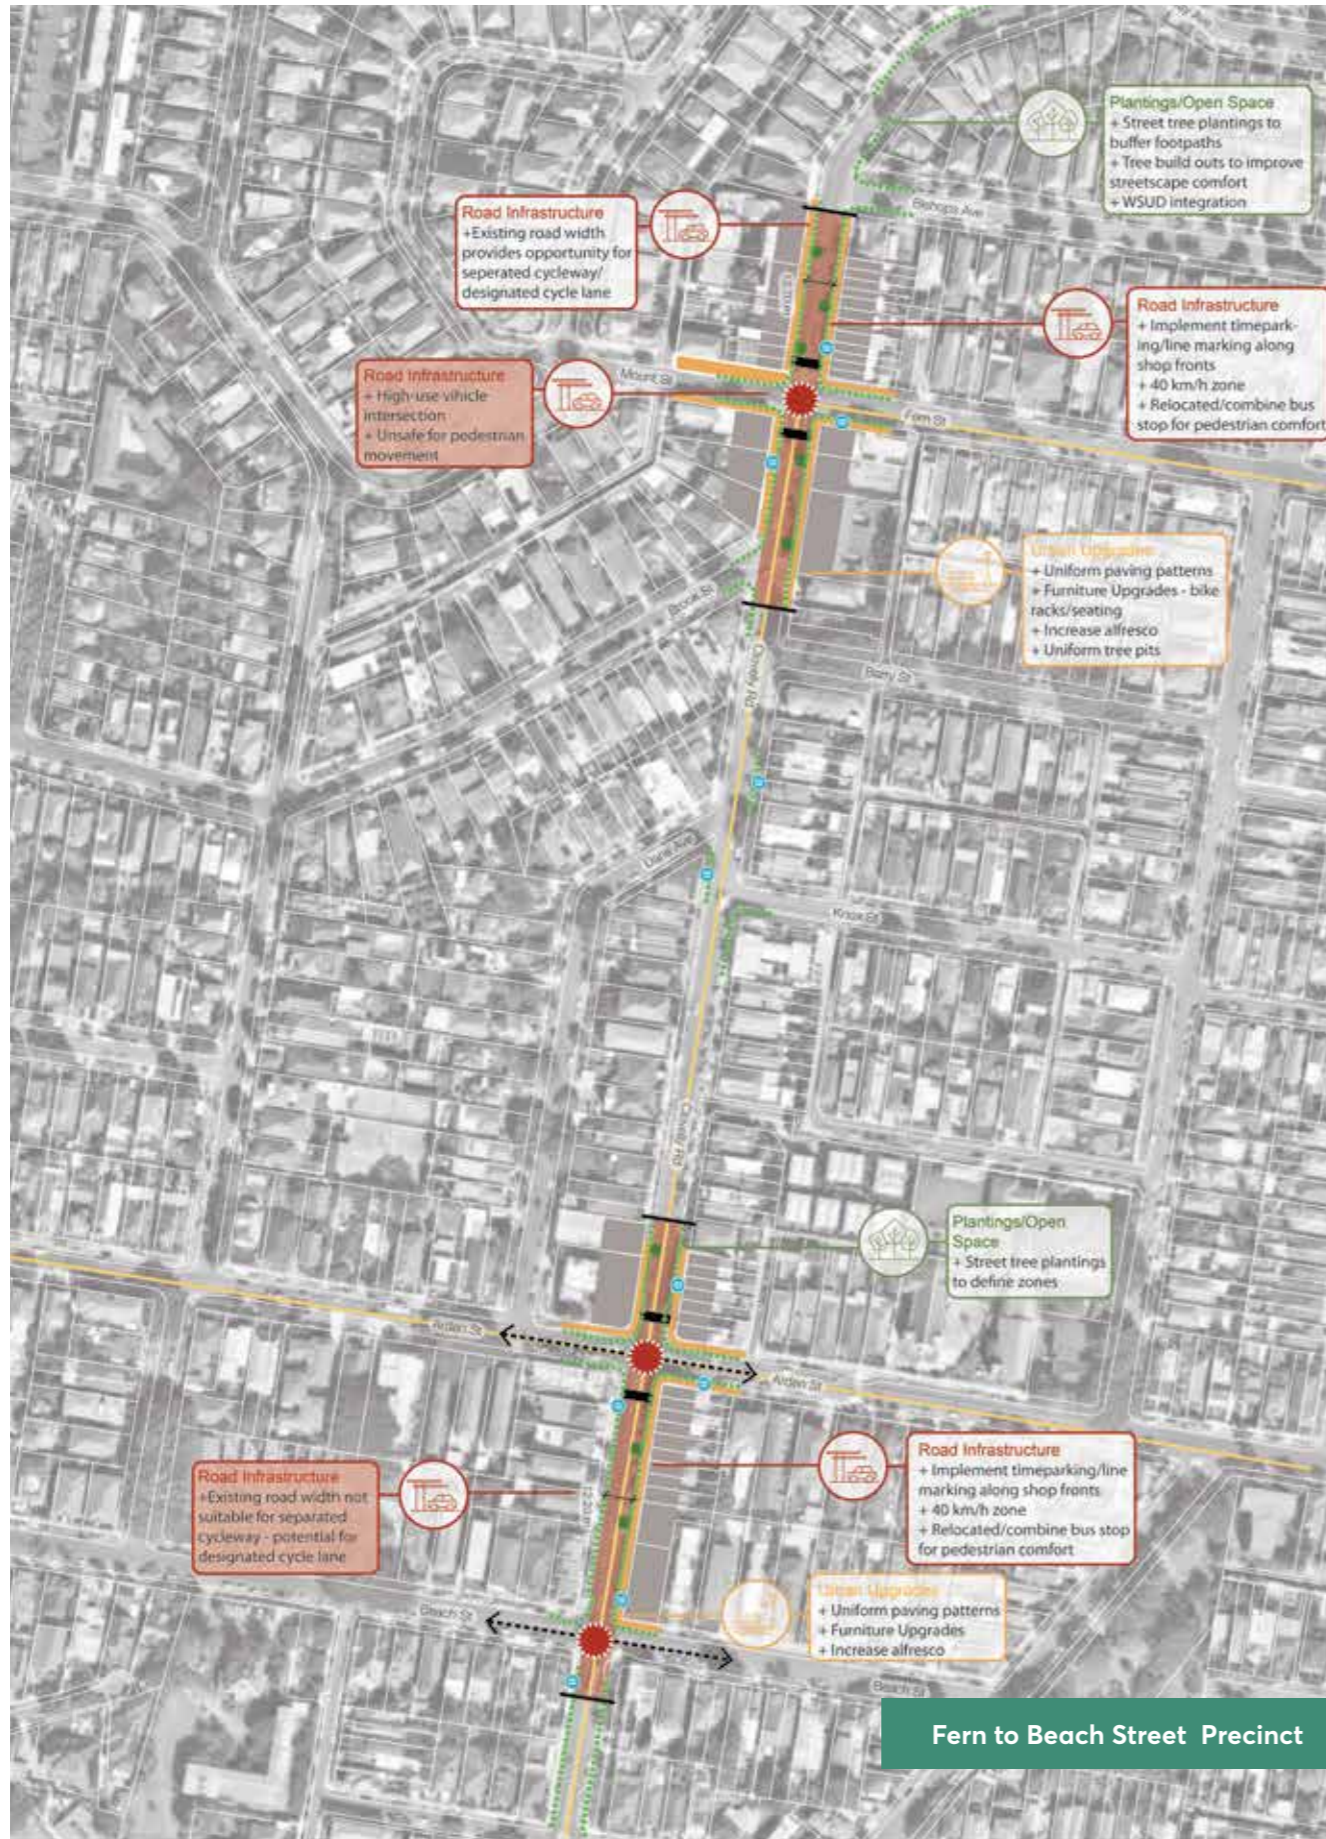 Plantings/Open Space
+ Street tree plantings to
buffer footpaths
+ Tree build outs to improve
streetscape comfort
+ WSUD integration
Bishops Ave
Road Infrastructure
+Existing road width
provides opportunity for
seperated cycleway/
designated cycle lane
Road Infrastructure
+ Implement timepark-
ing/line marking along
shop fronts
+ 40 km/h zone
+ Relocated/combine bus
stop for pedestrian comfort
Road Infrastructure
+ High-use vihicle
intersection
+ Unsafe for pedestrian
movement
Mount St
Fern St
Urban Upgrades
+ Uniform paving patterns
+ Furniture Upgrades - bike
racks/seating
+ Increase alfresco
+ Uniform tree pits
Brook St
Clovelly Rd
Barry St
Knox St
Clovelly Rd
Plantings/Open
Space
+ Street tree plantings
to define zones
Arden St
Arden St
Road Infrastructure
+ Implement timeparking/line
marking along shop fronts
+ 40 km/h zone
+ Relocated/combine bus stop
for pedestrian comfort
Road Infrastructure
+Existing road width not
suitable for separated
cycleway - potential for
designated cycle lane
Urban Upgrades
+ Uniform paving patterns
+ Furniture Upgrades
+ Increase alfresco
Beach St
Beach St
Fern to Beach Street Precinct